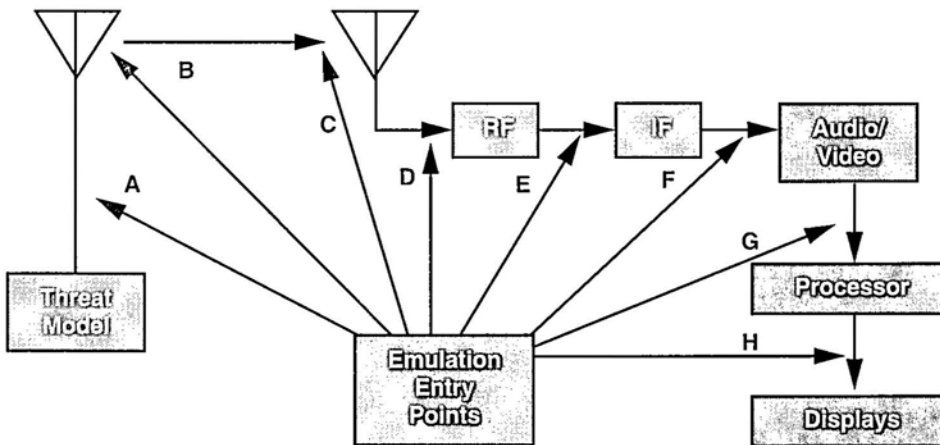 B
C
RF
IF
Audio/
Video
D
E
F
A
G
Threat
Model
Processor
Emulation
Entry
Points
H
Displays